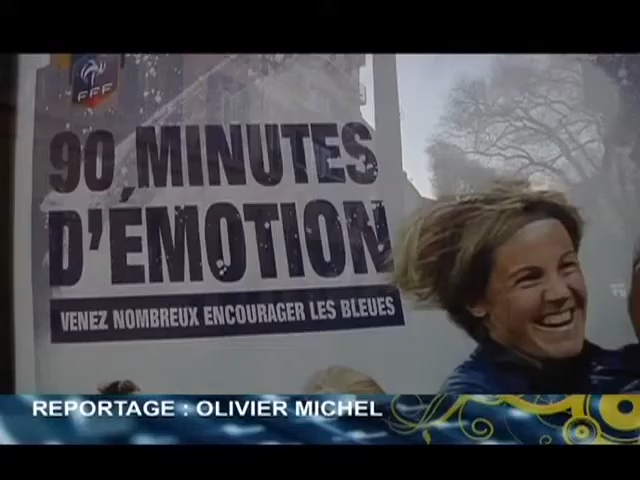 FFF
90 MINUTES
D'ÉMOTION
VENEZ NOMBREUX ENCOURAGER LES BLEUES
REPORTAGE : OLIVIER MICHEL